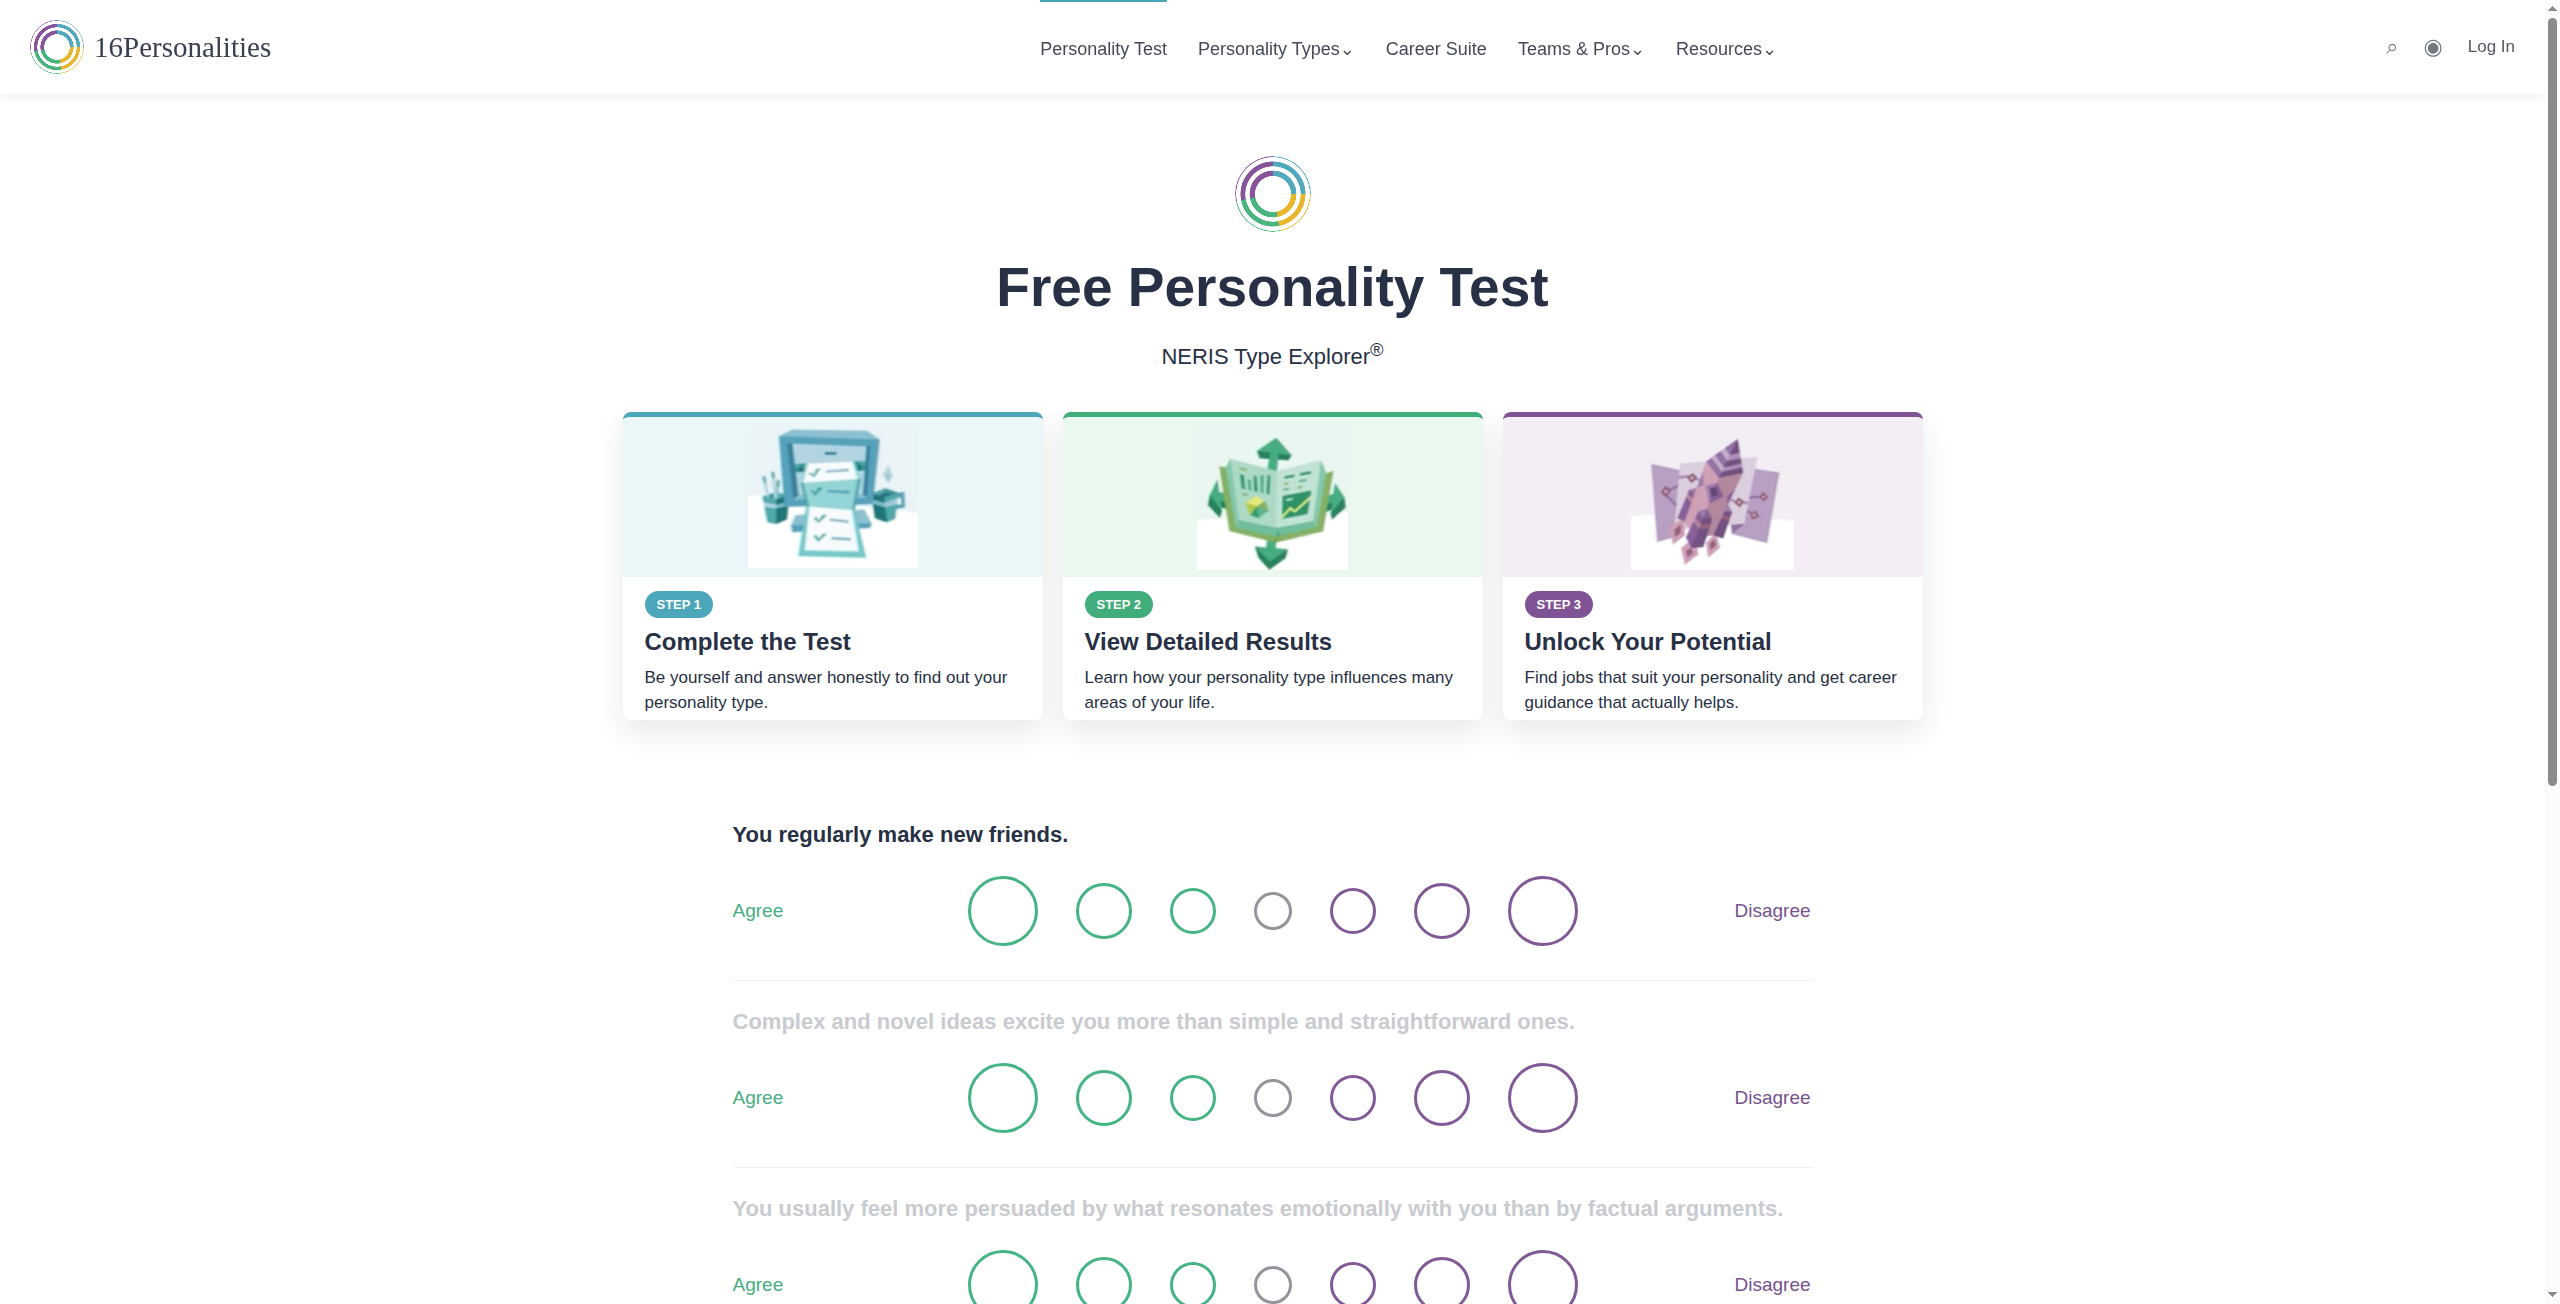 16Personalities
Personality Test
Personality Types
Career Suite
Teams & Pros
Resources
Log In
Free Personality Test
NERIS Type Explorer®
STEP 1
Complete the Test
Be yourself and answer honestly to find out your
personality type.
STEP 2
View Detailed Results
Learn how your personality type influences many
areas of your life.
STEP 3
Unlock Your Potential
Find jobs that suit your personality and get career
guidance that actually helps.
You regularly make new friends.
Agree
Disagree
Complex and novel ideas excite you more than simple and straightforward ones.
Agree
Disagree
You usually feel more persuaded by what resonates emotionally with you than by factual arguments.
Agree
Disagree